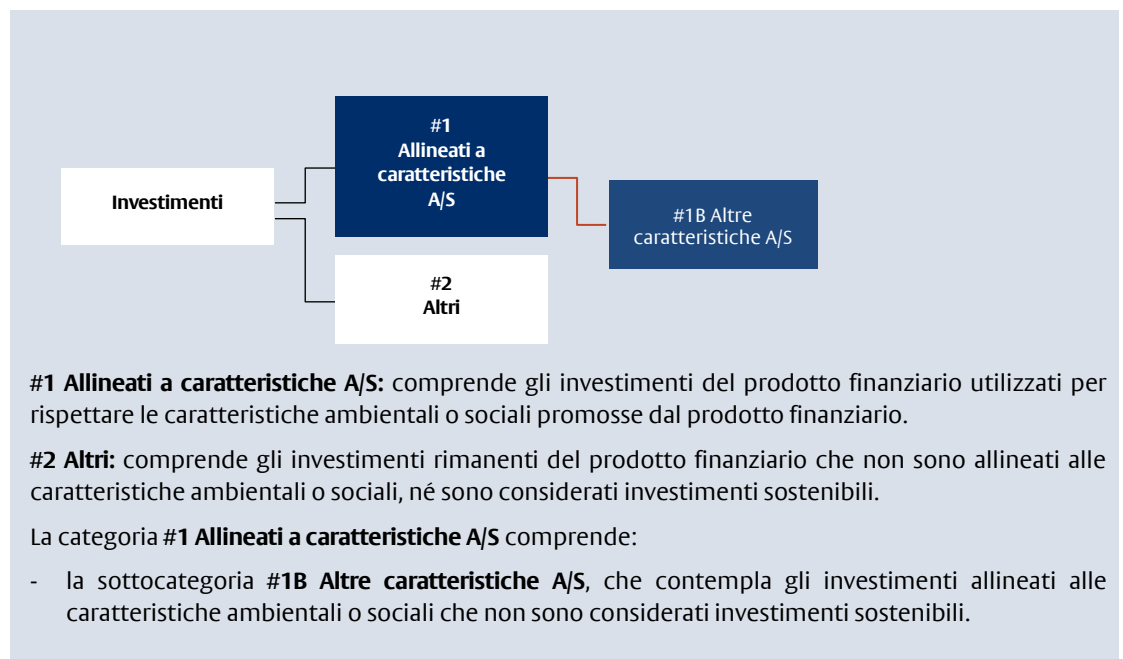 #1
Allineati a
caratteristiche
A/S
Investimenti
#1B Altre
caratteristiche A/S
#2
Altri
#1 Allineati a caratteristiche A/S: comprende gli investimenti del prodotto finanziario utilizzati per
rispettare le caratteristiche ambientali o sociali promosse dal prodotto finanziario.
#2 Altri: comprende gli investimenti rimanenti del prodotto finanziario che non sono allineati alle
caratteristiche ambientali o sociali, né sono considerati investimenti sostenibili.
La categoria #1 Allineati a caratteristiche A/S comprende:
- la sottocategoria #1B Altre caratteristiche A/S, che contempla gli investimenti allineati alle
caratteristiche ambientali o sociali che non sono considerati investimenti sostenibili.